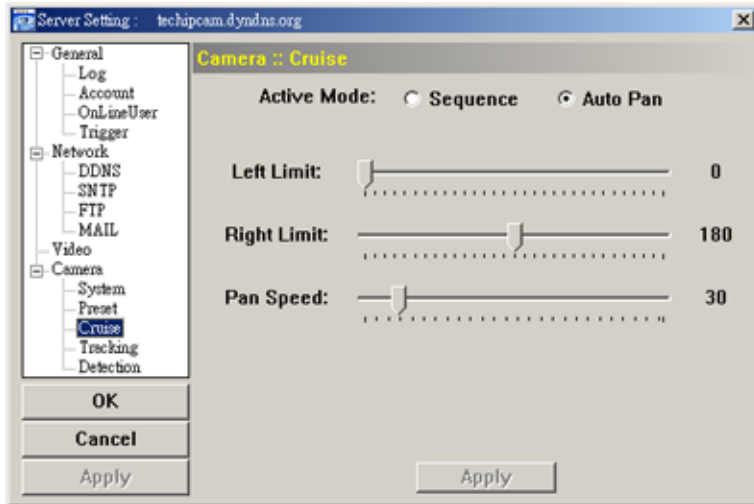 Server Setting : techipcam.dyndns.org
General
Log
Account
OnLineUser
Trigger
Network
DDNS
SNTP
FTP
MAIL
Video
Camera
System
Preset
Cruise
Tracking
Detection
OK
Cancel
Apply
Camera :: Cruise
Active Mode: Sequence Auto Pan
Left Limit: 0
Right Limit: 180
Pan Speed: 30
Apply